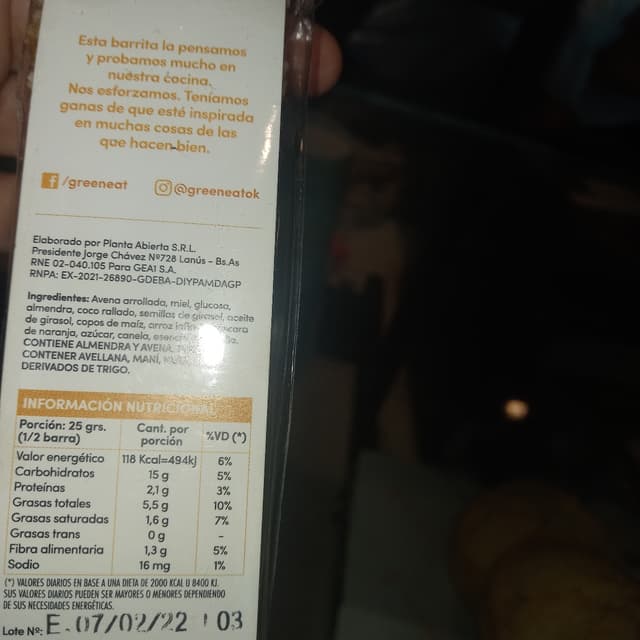 Esta barrita la pensamos
y probamos mucho en
nuestra cocina.
Nos esforzamos. Teníamos
ganas de que esté inspirada
en muchas cosas de las
que hacen bien.
f /greeneat
@greeneatok
Elaborado por Planta Abierta S.R.L.
Presidente Jorge Chávez Nº728 Lanús - Bs.As
RNE 02-040.105 Para GEA1 S.A.
RNPA: EX-2021-26890-GDEBA-DIYPAMDAGP
Ingredientes: Avena arrollada, miel, glucosa,
almendra, coco rallado, semillas de girasol, aceite
de girasol, copos de maíz, arroz
de naranja, azúcar, canela,
CONTIENE ALMENDRA Y AVENA.
CONTENER AVELLANA, MANÍ,
DERIVADOS DE TRIGO.
INFORMACIÓN NUTRICIONAL
Porción: 25 grs.
(1/2 barra)
Cant. por
porción
%VD (*)
Valor energético 118 Kcal=494kj 6%
Carbohidratos 15 g 5%
Proteínas 2,1 g 3%
Grasas totales 5,5 g 10%
Grasas saturadas 1,6 g 7%
Grasas trans 0 g -
Fibra alimentaria 1,3 g 5%
Sodio 16 mg 1%
(*) VALORES DIARIOS EN BASE A UNA DIETA DE 2000 KCAL U 8400 KJ.
SUS VALORES DIARIOS PUEDEN SER MAYORES O MENORES DEPENDIENDO
DE SUS NECESIDADES ENERGÉTICAS.
Lote Nº: E.07/02/22 03